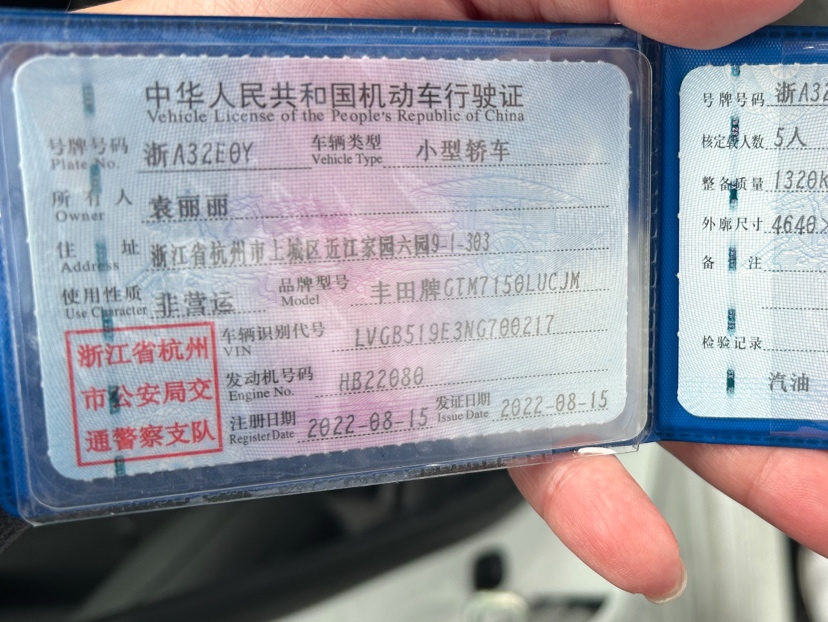 中华人民共和国机动车行驶证
Vehicle License of the People's Republic of China
号牌号码 浙A32E0Y 车辆类型 小型轿车
Plate No. Vehicle Type
所有人 袁丽丽
Owner
住址 浙江省杭州市上城区近江家园六园9-1-303
Address
使用性质 非营运 品牌型号 丰田牌GTM7150LUCJM
Use Character Model
浙江省杭州
市公安局交
通警察支队
车辆识别代号 LVGB519E3NG700217
VIN
发动机号码 HB22080
Engine No.
注册日期 2022-08-15 发证日期 2022-08-15
Register Date Issue Date
号牌号码 浙A32
核定载人数 5人
整备质量 1320K
外廓尺寸 4640×
备注
检验记录
汽油